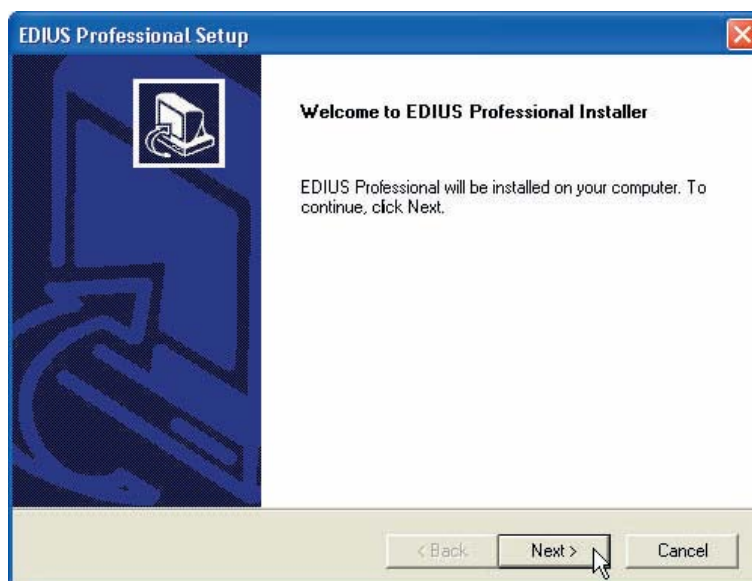 EDIUS Professional Setup
Welcome to EDIUS Professional Installer
EDIUS Professional will be installed on your computer. To
continue, click Next.
< Back
Next >
Cancel